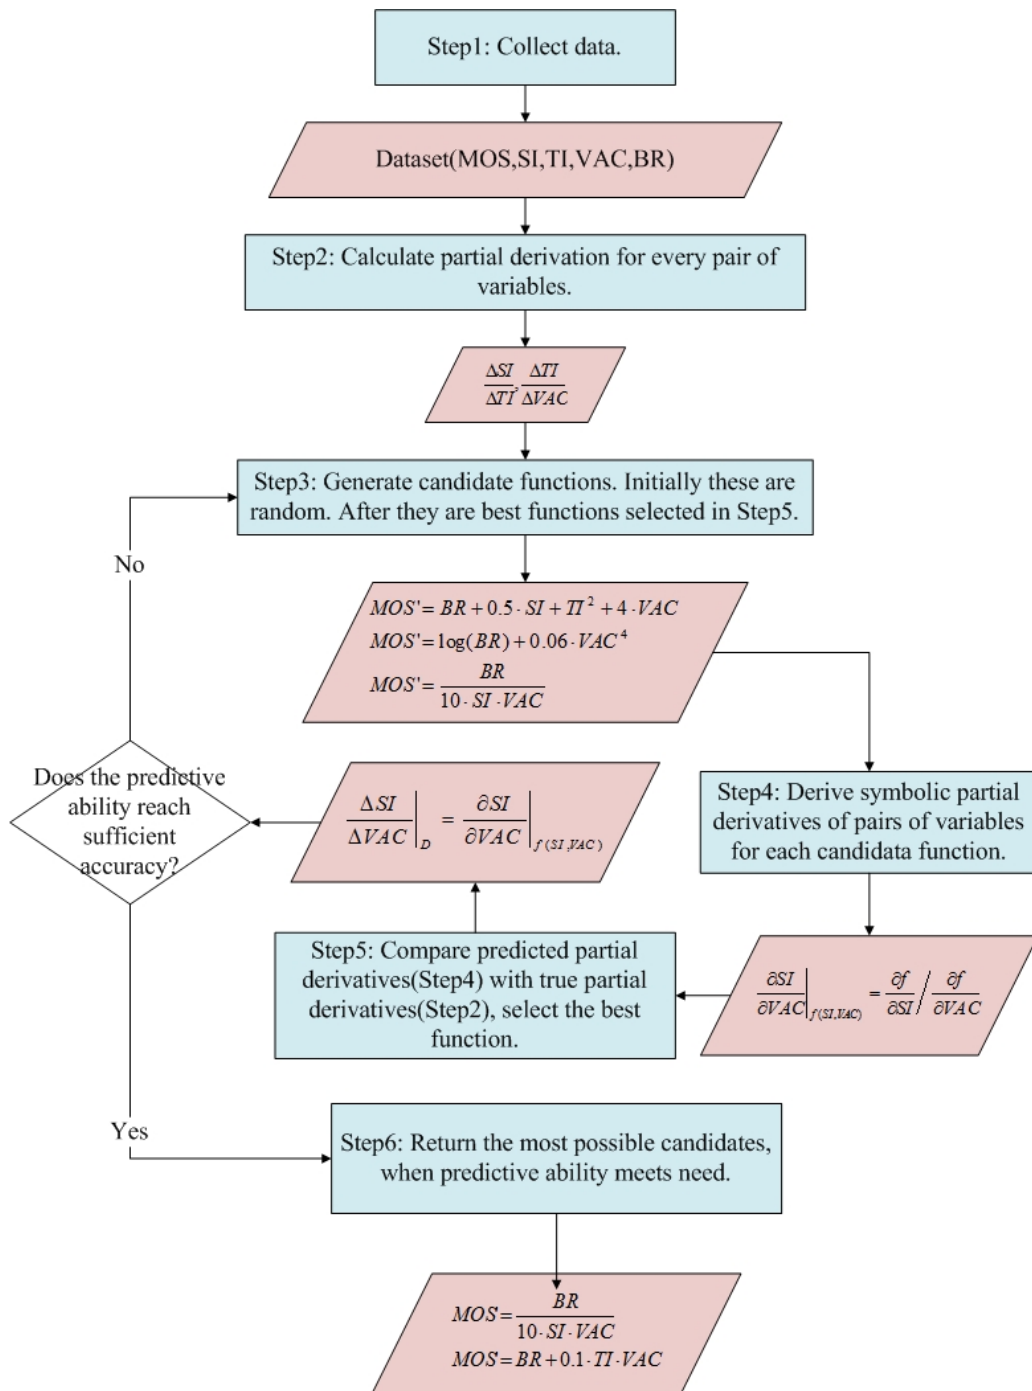 Step1: Collect data.
Dataset(MOS,SI,TI,VAC,BR)
Step2: Calculate partial derivation for every pair of
variables.
ΔSI/ΔTI, ΔTI/ΔVAC
Step3: Generate candidate functions. Initially these are
random. After they are best functions selected in Step5.
No
MOS'= BR + 0.5 · SI + TI² + 4 · VAC
MOS'= log(BR) + 0.06 · VAC⁴
MOS'= BR / (10 · SI · VAC)
Does the predictive
ability reach
sufficient
accuracy?
ΔSI/ΔVAC |D = ∂SI/∂VAC |f(SI,VAC)
Step4: Derive symbolic partial
derivatives of pairs of variables
for each candidata function.
Step5: Compare predicted partial
derivatives(Step4) with true partial
derivatives(Step2), select the best
function.
∂SI/∂VAC |f(SI,VAC) = ∂f/∂SI / ∂f/∂VAC
Yes
Step6: Return the most possible candidates,
when predictive ability meets need.
MOS'= BR / (10 · SI · VAC)
MOS'= BR + 0.1 · TI · VAC